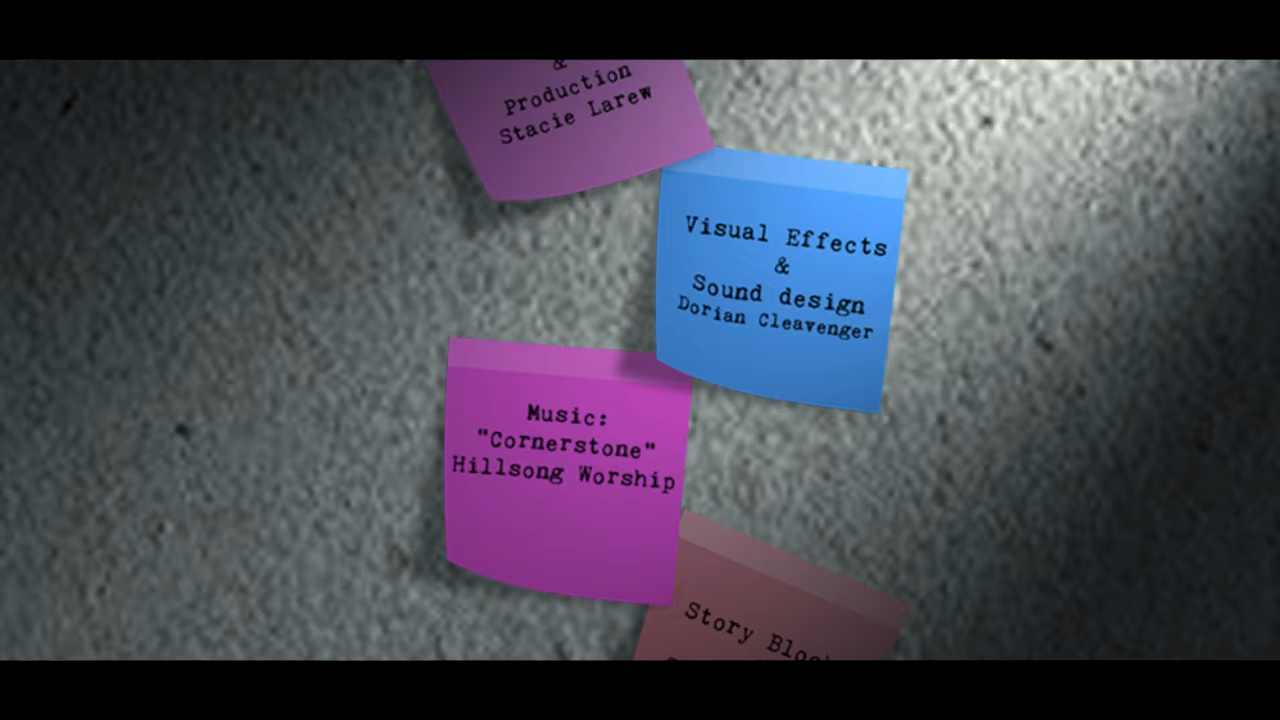 &
Production
Stacie Larew
Visual Effects
&
Sound design
Dorian Cleavenger
Music:
"Cornerstone"
Hillsong Worship
Story